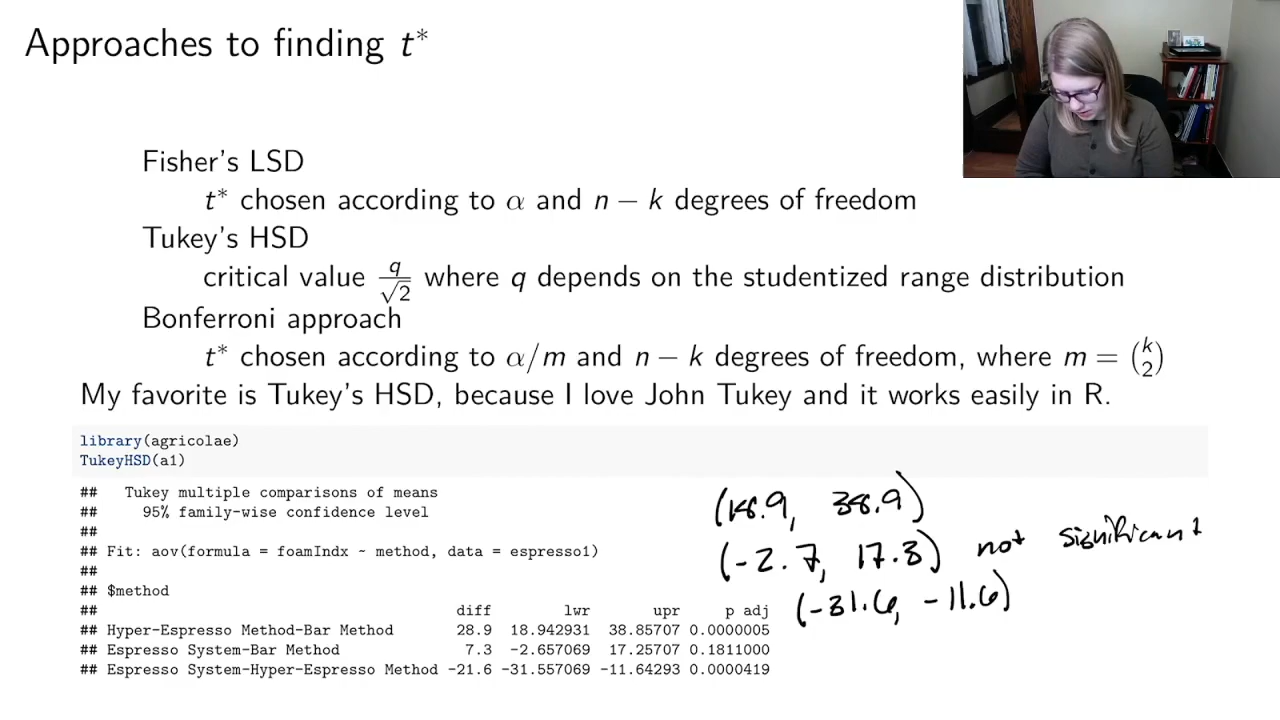 Approaches to finding t*
Fisher's LSD
t* chosen according to α and n − k degrees of freedom
Tukey's HSD
critical value q/√2 where q depends on the studentized range distribution
Bonferroni approach
t* chosen according to α/m and n − k degrees of freedom, where m = (k 2)
My favorite is Tukey's HSD, because I love John Tukey and it works easily in R.
library(agricolae)
TukeyHSD(a1)
##   Tukey multiple comparisons of means
##     95% family-wise confidence level
##
## Fit: aov(formula = foamIndx ~ method, data = espresso1)
##
## $method
##                                       diff        lwr       upr     p adj
## Hyper-Espresso Method-Bar Method      28.9  18.942931  38.85707 0.0000005
## Espresso System-Bar Method             7.3  -2.657069  17.25707 0.1811000
## Espresso System-Hyper-Espresso Method -21.6 -31.557069 -11.64293 0.0000419
(18.9, 38.9)
(-2.7, 17.3) not significant
(-31.6, -11.6)